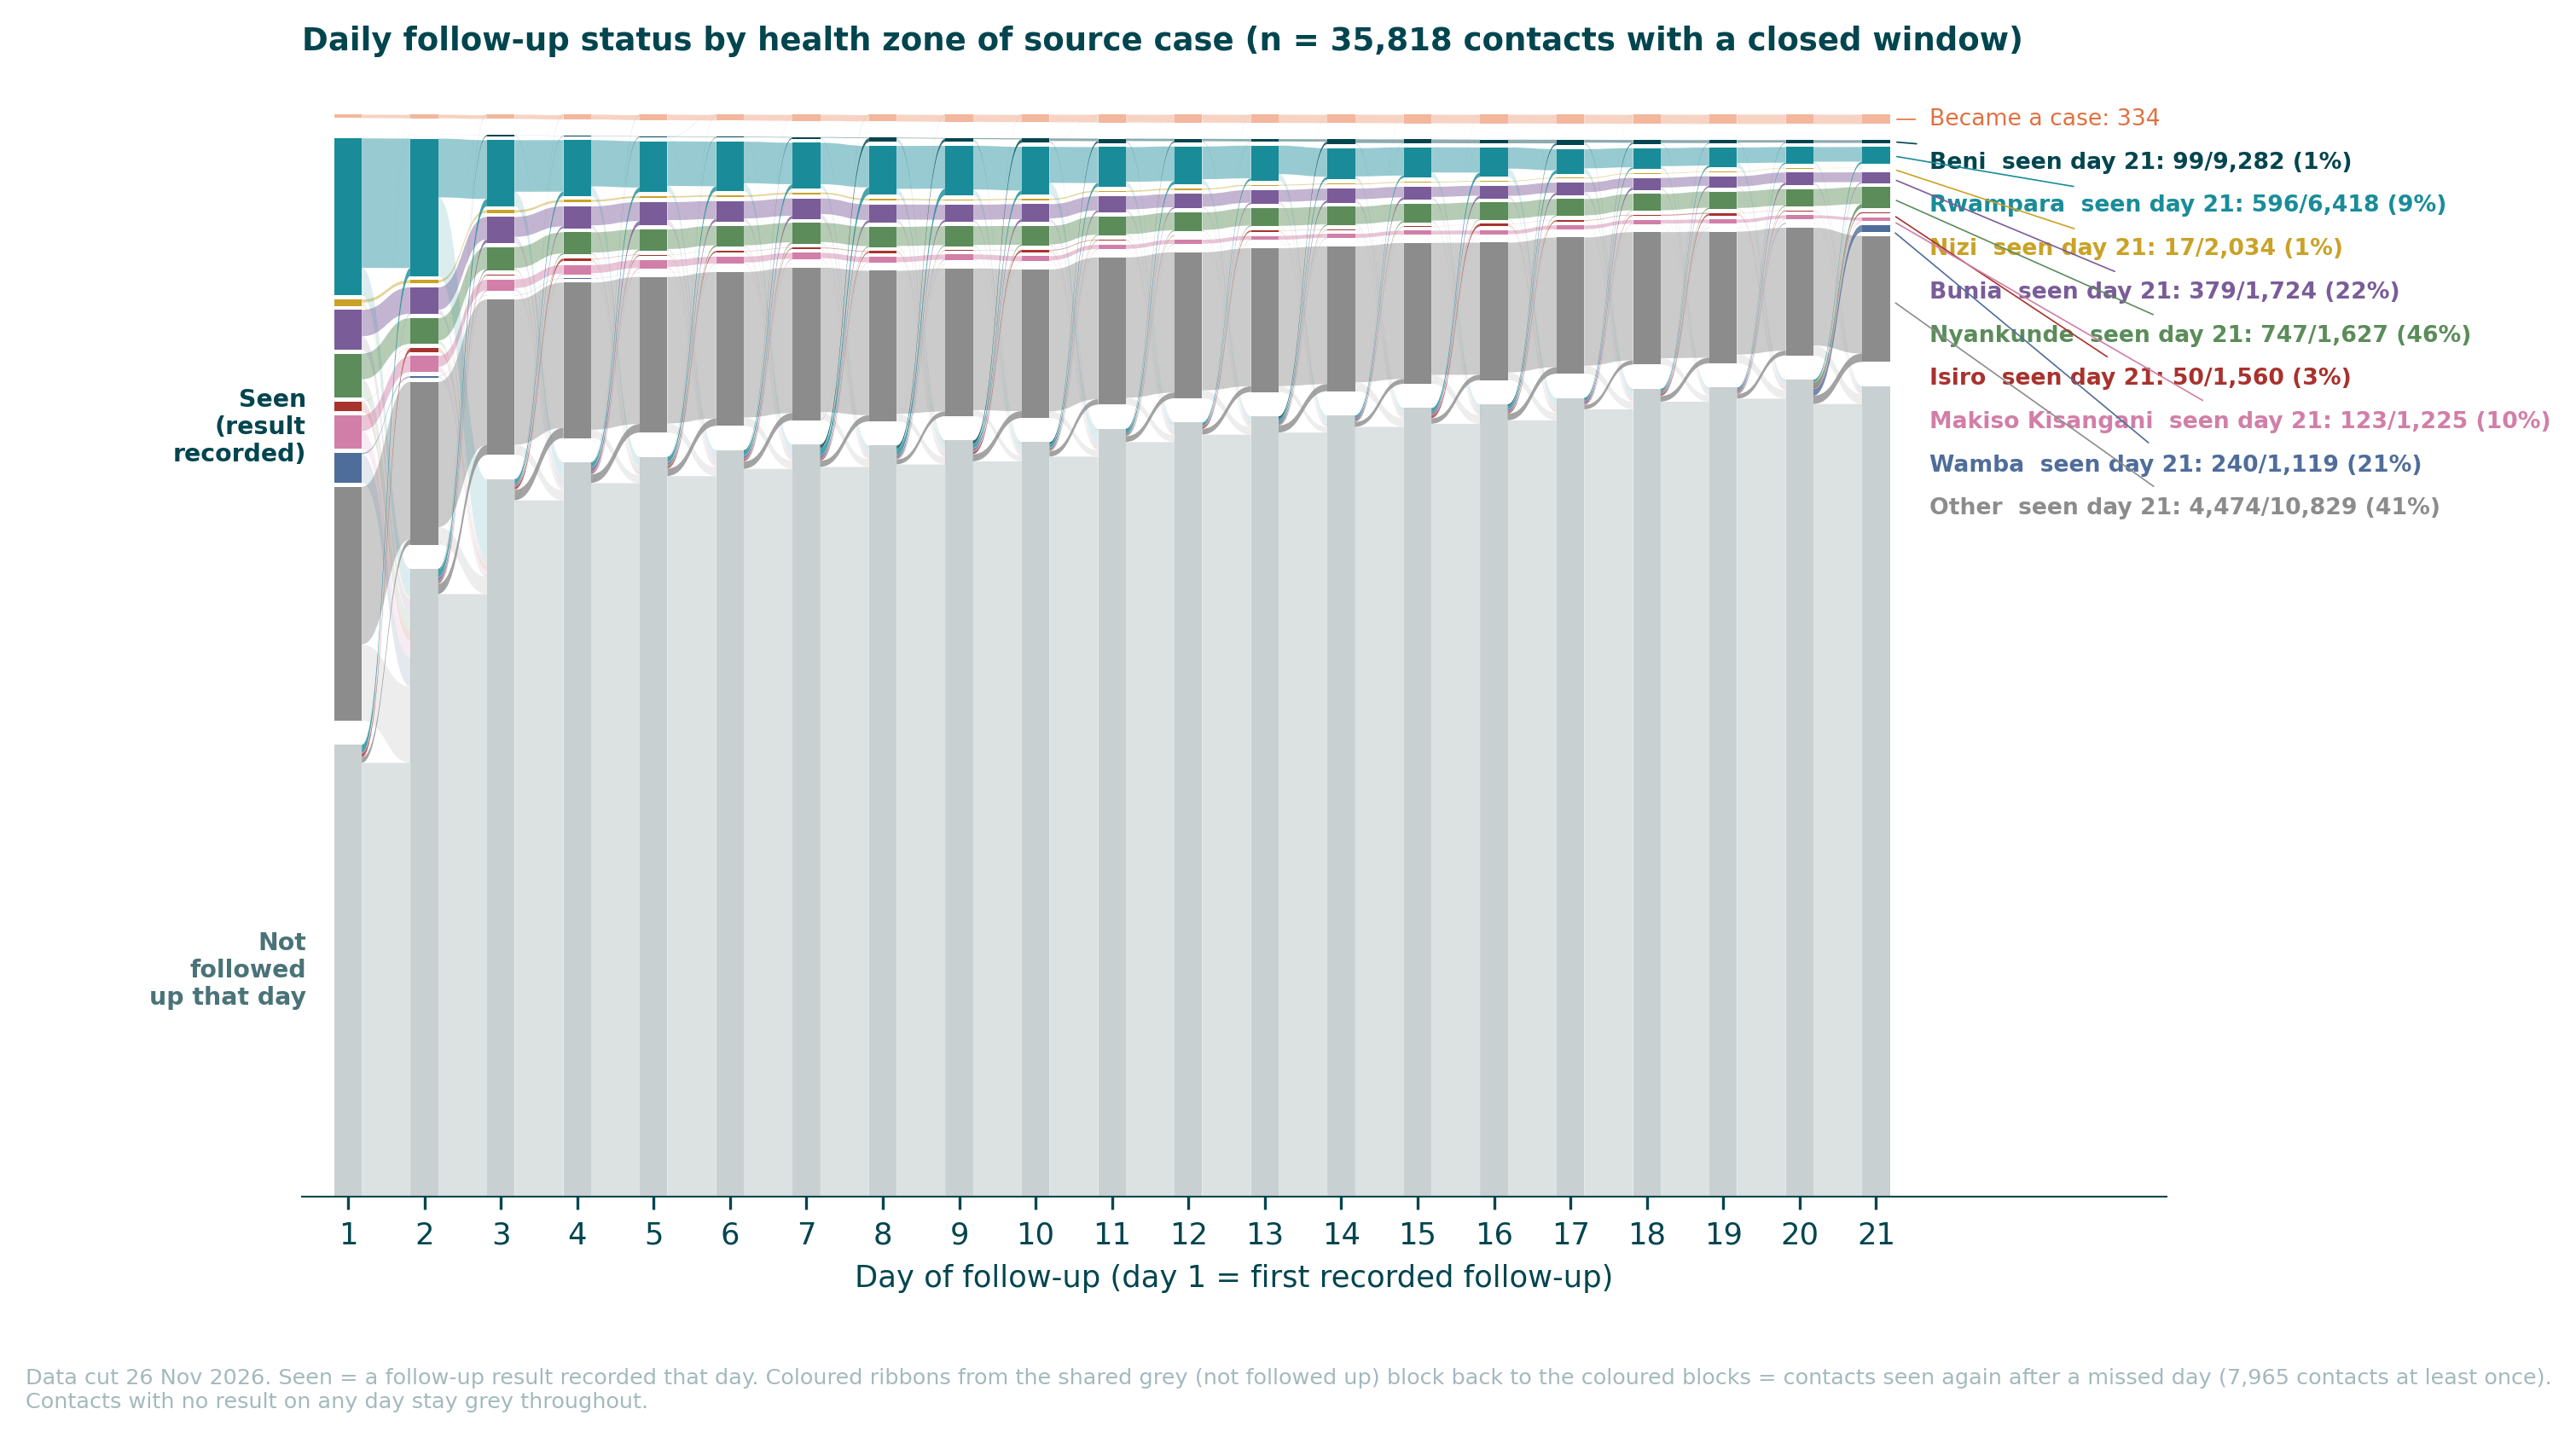 Daily follow-up status by health zone of source case (n = 35,818 contacts with a closed window)
Became a case: 334
Beni  seen day 21: 99/9,282 (1%)
Rwampara  seen day 21: 596/6,418 (9%)
Nizi  seen day 21: 17/2,034 (1%)
Bunia  seen day 21: 379/1,724 (22%)
Nyankunde  seen day 21: 747/1,627 (46%)
Isiro  seen day 21: 50/1,560 (3%)
Makiso Kisangani  seen day 21: 123/1,225 (10%)
Wamba  seen day 21: 240/1,119 (21%)
Other  seen day 21: 4,474/10,829 (41%)
Seen
(result
recorded)
Not
followed
up that day
1 2 3 4 5 6 7 8 9 10 11 12 13 14 15 16 17 18 19 20 21
Day of follow-up (day 1 = first recorded follow-up)
Data cut 26 Nov 2026. Seen = a follow-up result recorded that day. Coloured ribbons from the shared grey (not followed up) block back to the coloured blocks = contacts seen again after a missed day (7,965 contacts at least once).
Contacts with no result on any day stay grey throughout.